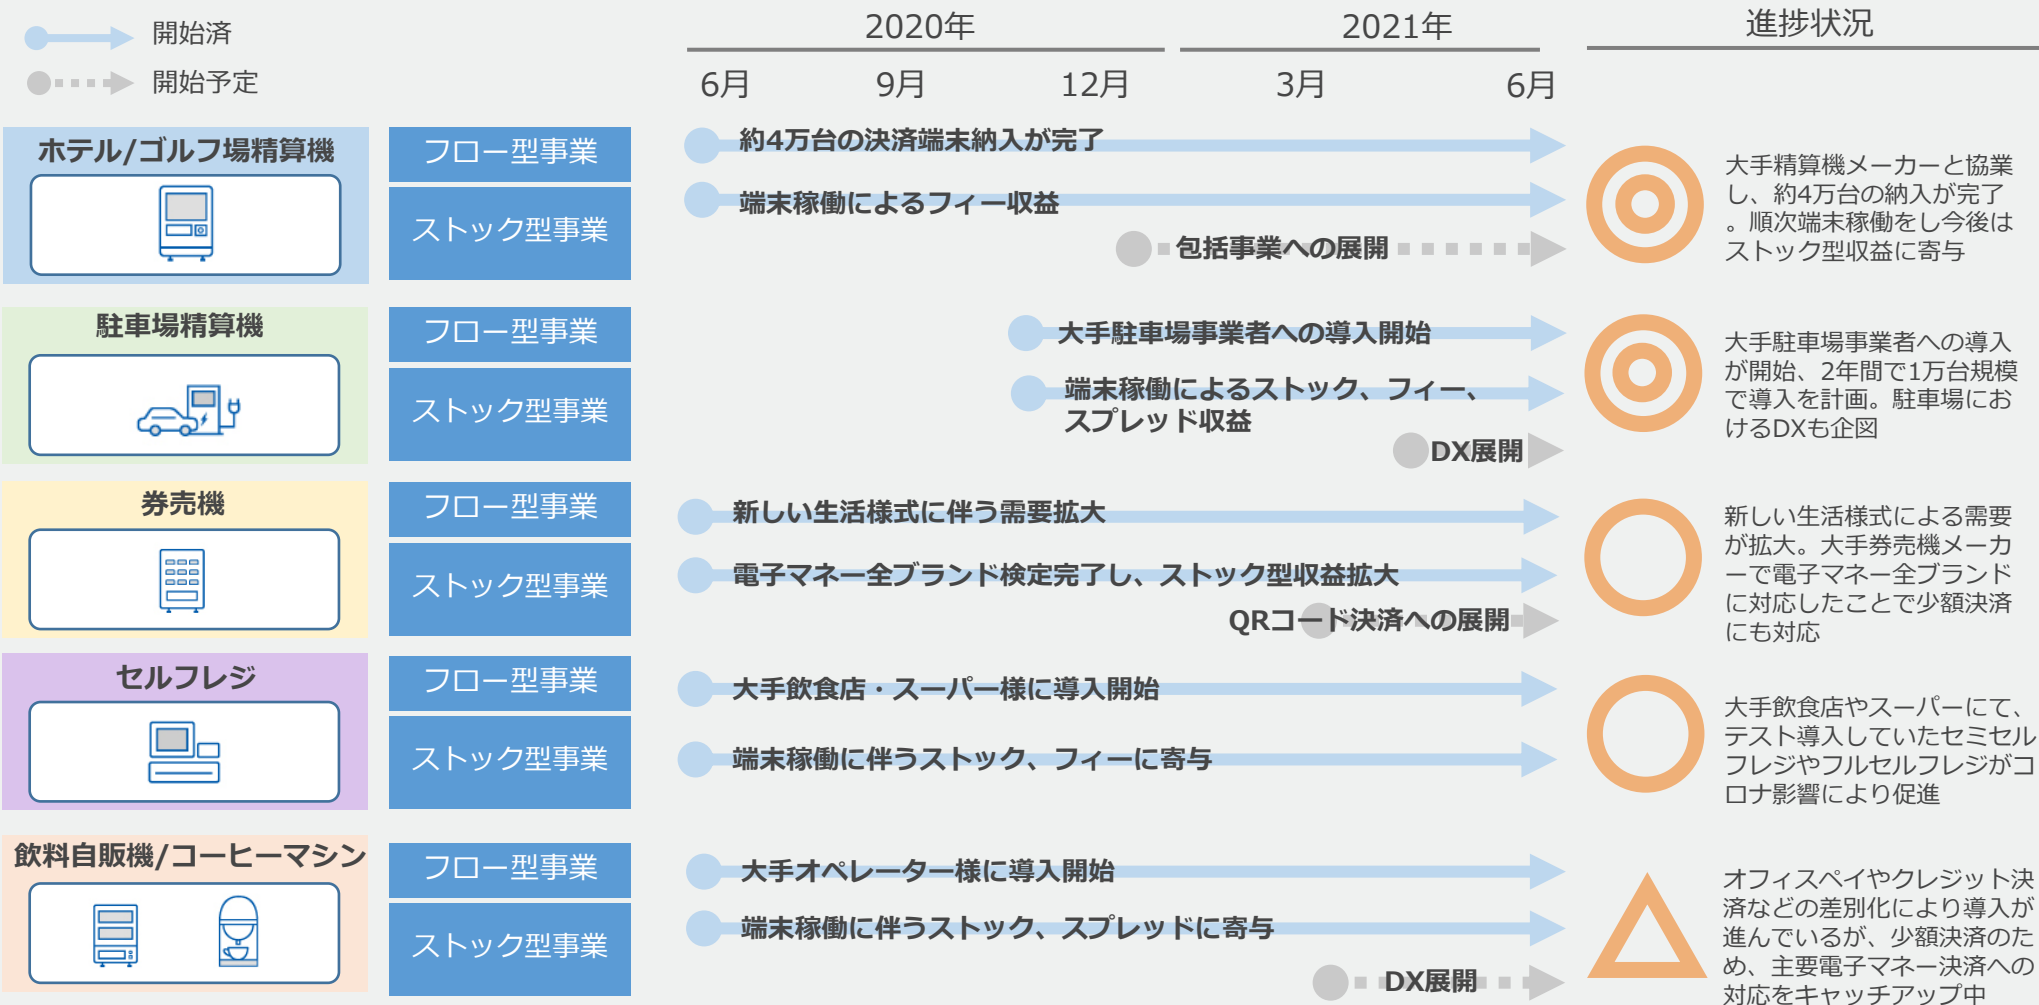 開始済
開始予定
2020年
2021年
進捗状況
6月
9月
12月
3月
6月
ホテル/ゴルフ場精算機
フロー型事業
ストック型事業
約4万台の決済端末納入が完了
端末稼働によるフィー収益
包括事業への展開
大手精算機メーカーと協業
し、約4万台の納入が完了
。順次端末稼働をし今後は
ストック型収益に寄与
駐車場精算機
フロー型事業
ストック型事業
大手駐車場事業者への導入開始
端末稼働によるストック、フィー、
スプレッド収益
DX展開
大手駐車場事業者への導入
が開始、2年間で1万台規模
で導入を計画。駐車場にお
けるDXも企図
券売機
フロー型事業
ストック型事業
新しい生活様式に伴う需要拡大
電子マネー全ブランド検定完了し、ストック型収益拡大
QRコード決済への展開
新しい生活様式による需要
が拡大。大手券売機メーカ
ーで電子マネー全ブランド
に対応したことで少額決済
にも対応
セルフレジ
フロー型事業
ストック型事業
大手飲食店・スーパー様に導入開始
端末稼働に伴うストック、フィーに寄与
大手飲食店やスーパーにて、
テスト導入していたセミセル
フレジやフルセルフレジがコ
ロナ影響により促進
飲料自販機/コーヒーマシン
フロー型事業
ストック型事業
大手オペレーター様に導入開始
端末稼働に伴うストック、スプレッドに寄与
DX展開
オフィスペイやクレジット決
済などの差別化により導入が
進んでいるが、少額決済のた
め、主要電子マネー決済への
対応をキャッチアップ中